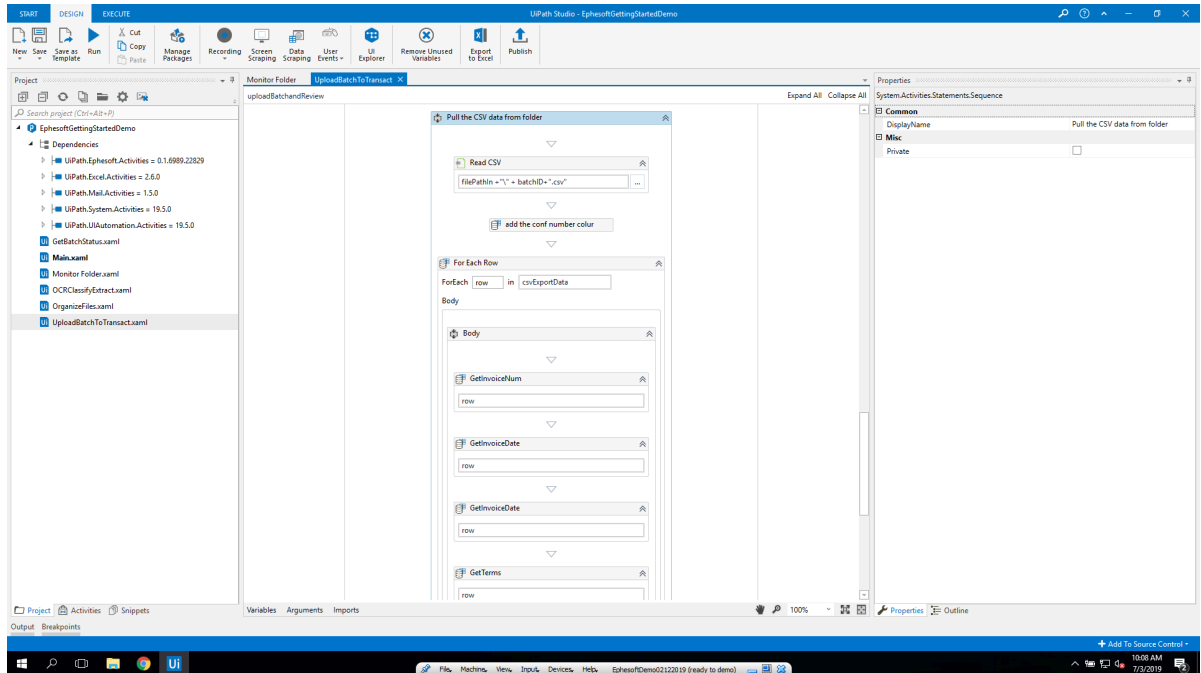 START DESIGN EXECUTE UiPath Studio - EphesoftGettingStartedDemo
New Save Save as Template Run Cut Copy Paste Manage Packages Recording Screen Scraping Data Scraping User Events UI Explorer Remove Unused Variables Export to Excel Publish
Project
Search project (Ctrl+Alt+P)
EphesoftGettingStartedDemo
Dependencies
UiPath.Ephesoft.Activities = 0.1.6989.22829
UiPath.Excel.Activities = 2.6.0
UiPath.Mail.Activities = 1.5.0
UiPath.System.Activities = 19.5.0
UiPath.UIAutomation.Activities = 19.5.0
GetBatchStatus.xaml
Main.xaml
Monitor Folder.xaml
OCRClassifyExtract.xaml
OrganizeFiles.xaml
UploadBatchToTransact.xaml
Project Activities Snippets
Monitor Folder UploadBatchToTransact
uploadBatchandReview Expand All Collapse All
Pull the CSV data from folder
Read CSV
filePathIn +"\" + batchID+".csv" ...
add the conf number colur
For Each Row
ForEach row in csvExportData
Body
Body
GetInvoiceNum
row
GetInvoiceDate
row
GetInvoiceDate
row
GetTerms
row
Variables Arguments Imports 100%
Properties
System.Activities.Statements.Sequence
Common
DisplayName Pull the CSV data from folder
Misc
Private
Properties Outline
Output Breakpoints
Add To Source Control
File, Machine, View, Input, Devices, Help, EphesoftDemo02122019 (ready to demo)
10:08 AM
7/3/2019